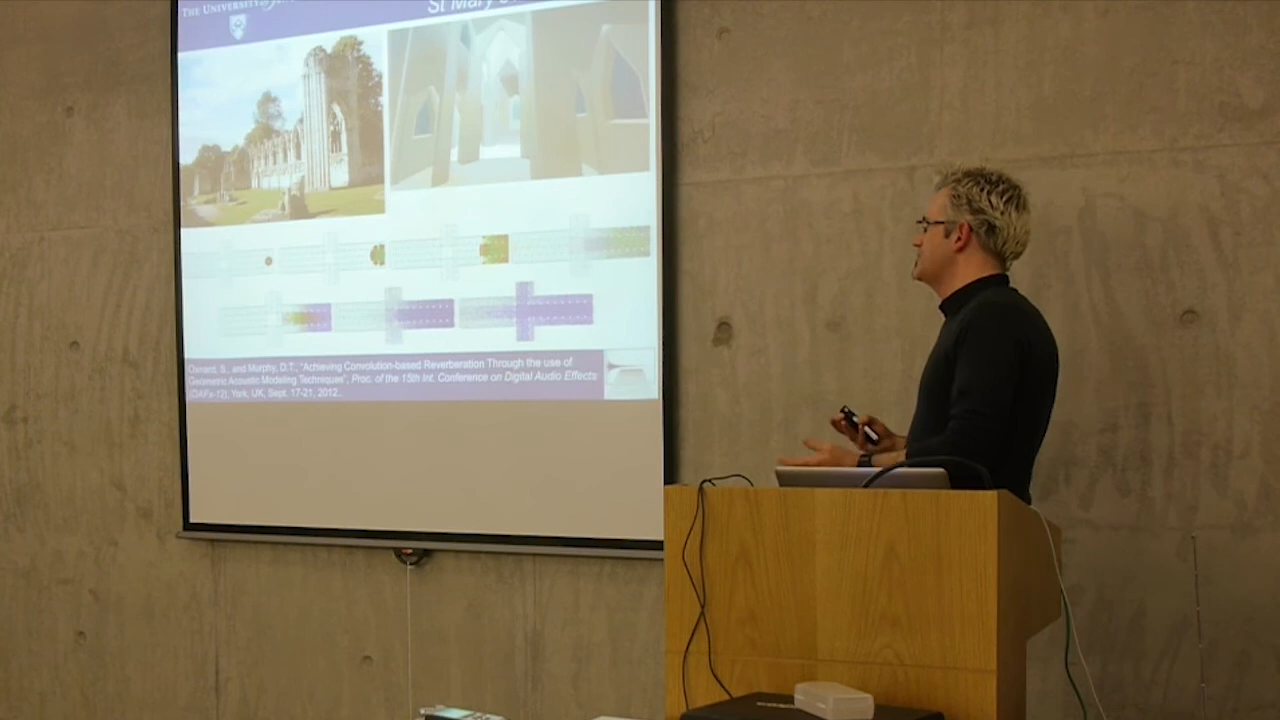 THE UNIVERSITY of
St Mary's
Oxnard, S., and Murphy, D.T., "Achieving Convolution-based Reverberation Through the use of
Geometric Acoustic Modeling Techniques", Proc. of the 15th Int. Conference on Digital Audio Effects
(DAFx-12), York, UK, Sept. 17-21, 2012..